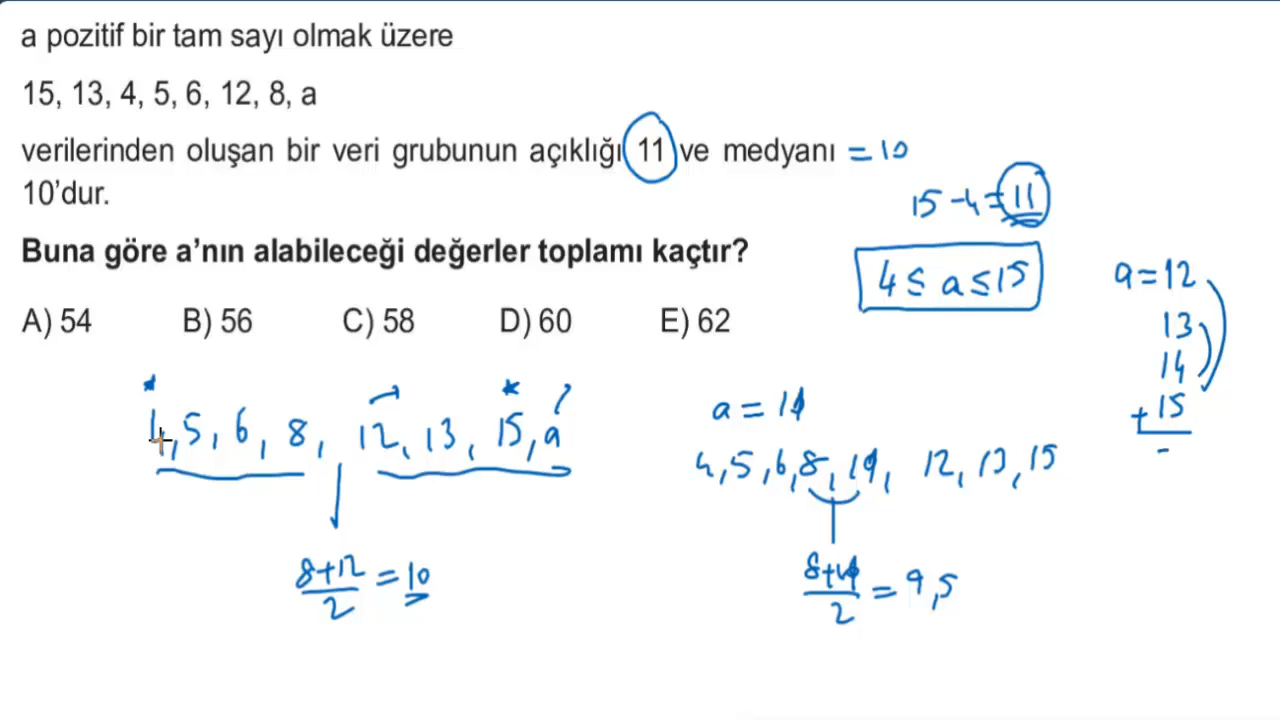 a pozitif bir tam sayı olmak üzere
15, 13, 4, 5, 6, 12, 8, a
verilerinden oluşan bir veri grubunun açıklığı 11 ve medyanı = 10
10'dur.
15 - 4 = 11
Buna göre a'nın alabileceği değerler toplamı kaçtır?
4 ≤ a ≤ 15
a = 12
13
14
+ 15
A) 54 B) 56 C) 58 D) 60 E) 62
4, 5, 6, 8, 12, 13, 15, a ?
8+12
2
= 10
a = 11
4, 5, 6, 8, 11, 12, 13, 15
8+11
2
= 9,5